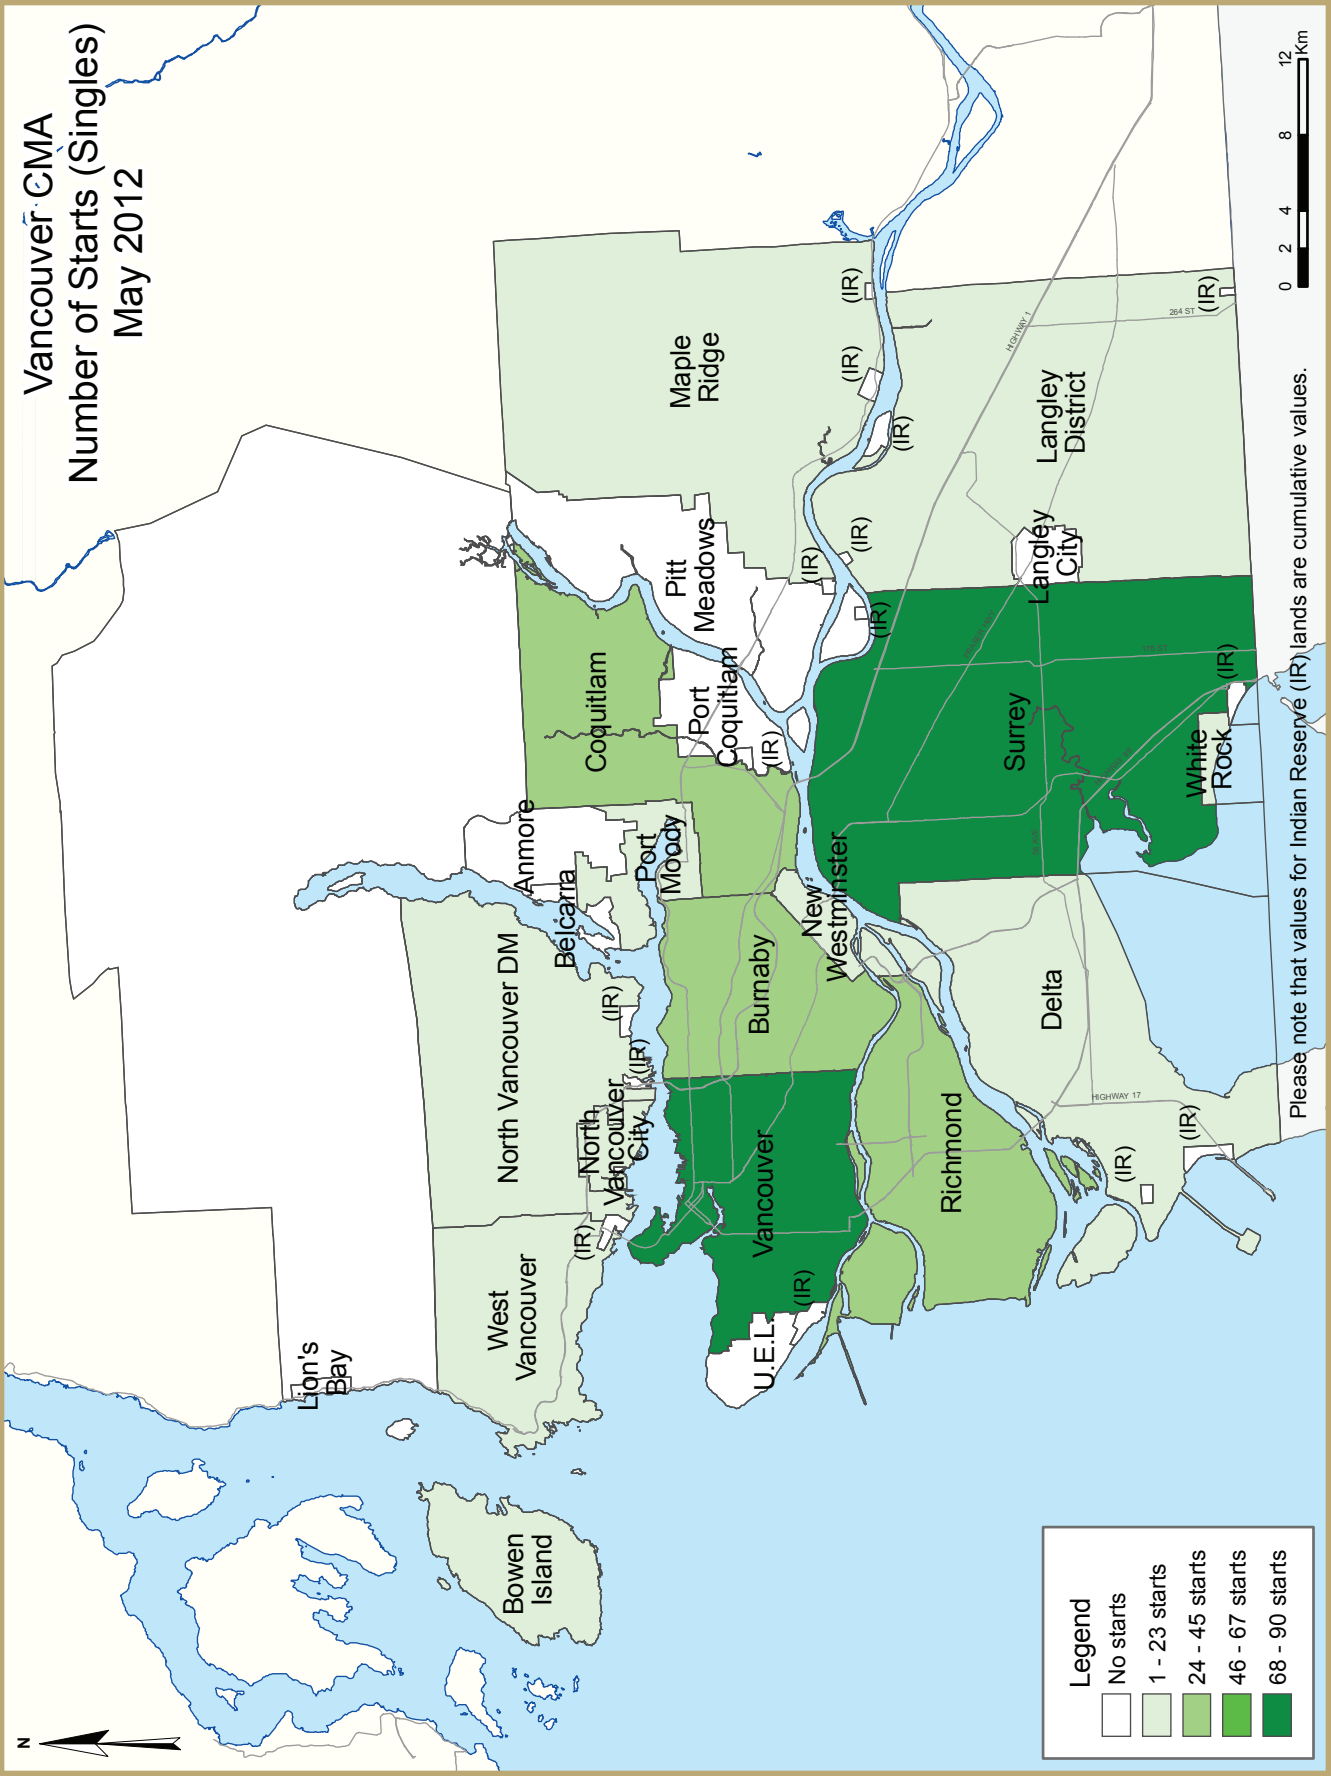 Vancouver CMA
Number of Starts (Singles)
May 2012
N
Lion's
Bay
Bowen
Island
West
Vancouver
North Vancouver DM
North
Vancouver
City
(IR)
(IR)
(IR)
Belcarra
Anmore
Port
Moody
Coquitlam
Port
Coquitlam
(IR)
Pitt
Meadows
Maple
Ridge
(IR)
(IR)
(IR)
(IR)
(IR)
(IR)
U.E.L.
(IR)
Vancouver
Burnaby
New
Westminster
Richmond
Delta
HIGHWAY 17
(IR)
(IR)
Surrey
176 ST
White
Rock
(IR)
Langley
City
Langley
District
HIGHWAY 1
264 ST
(IR)
Legend
No starts
1 - 23 starts
24 - 45 starts
46 - 67 starts
68 - 90 starts
0 2 4 8 12
Km
Please note that values for Indian Reserve (IR) lands are cumulative values.